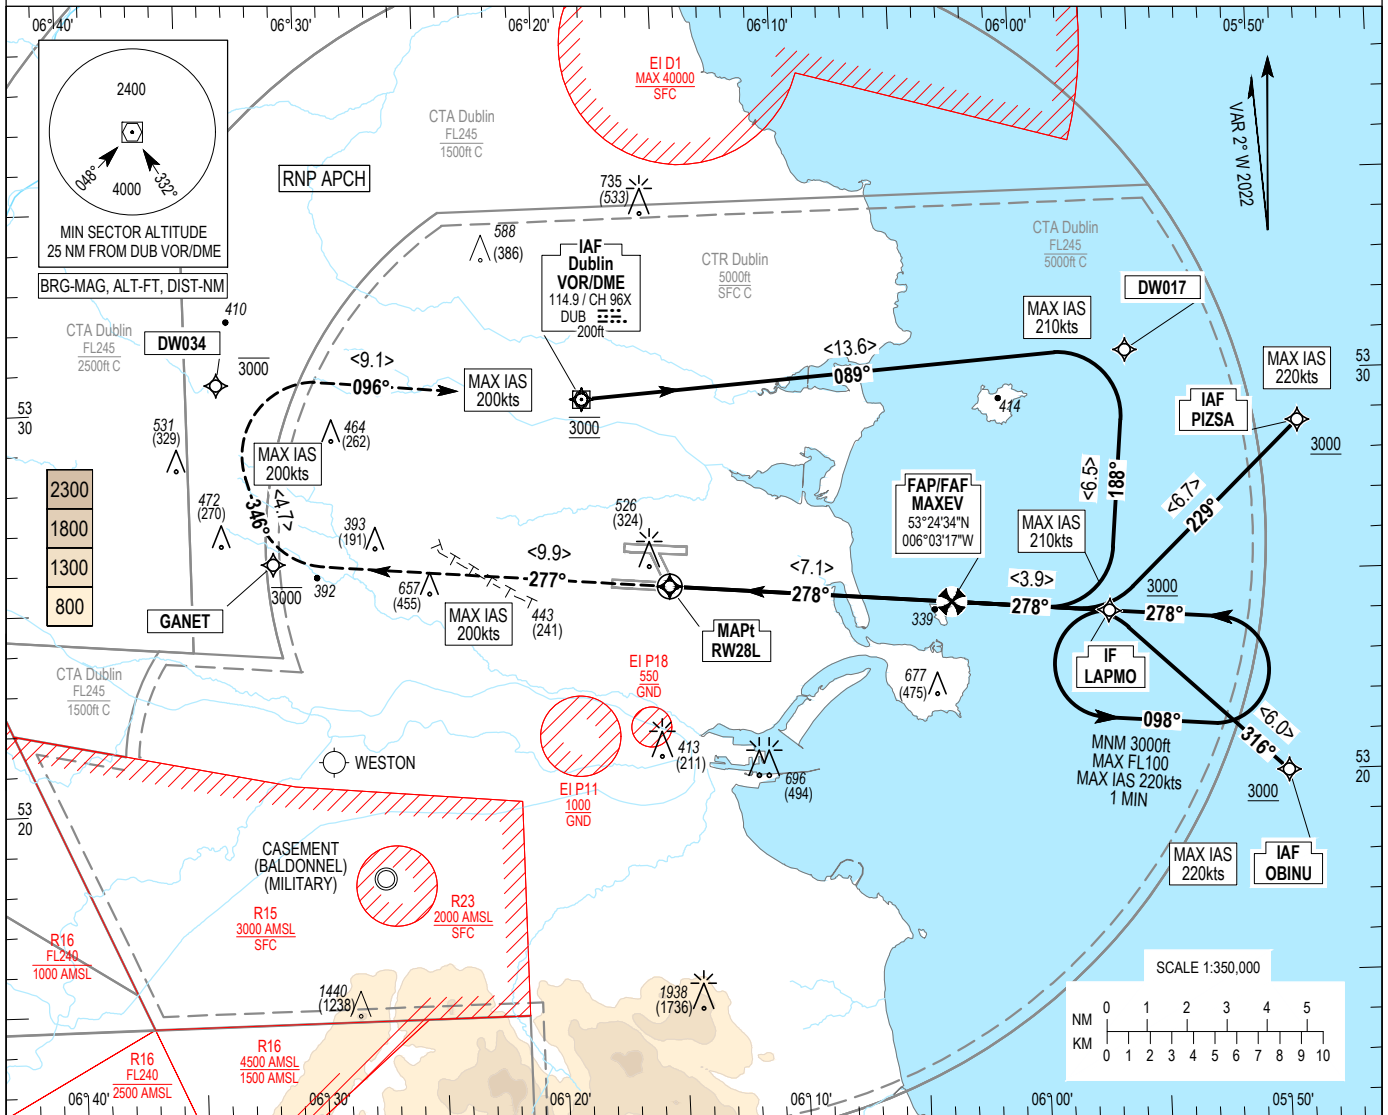 06°40'
06°30'
06°20'
06°10'
06°00'
05°50'
2400
048°
332°
4000
MIN SECTOR ALTITUDE
25 NM FROM DUB VOR/DME
BRG-MAG, ALT-FT, DIST-NM
RNP APCH
CTA Dublin
FL245
1500ft C
EI D1
MAX 40000
SFC
VAR 2° W 2022
735
(533)
588
(386)
IAF
Dublin
VOR/DME
114.9 / CH 96X
DUB
200ft
CTR Dublin
5000ft
SFC C
CTA Dublin
FL245
5000ft C
DW017
MAX IAS
210kts
410
CTA Dublin
FL245
2500ft C
DW034
3000
<9.1>
096°
MAX IAS
200kts
<13.6>
089°
3000
MAX IAS
220kts
53
30
IAF
PIZSA
3000
414
53
30
531
(329)
464
(262)
MAX IAS
200kts
2300
1800
1300
800
472
(270)
<4.7>
346°
393
(191)
526
(324)
FAP/FAF
MAXEV
53°24'34"N
006°03'17"W
<6.5>
188°
<6.7>
229°
MAX IAS
210kts
<9.9>
277°
<7.1>
278°
<3.9>
278°
3000
278°
3000
392
657
(455)
443
(241)
MAX IAS
200kts
339
GANET
MAPt
RW28L
IF
LAPMO
EI P18
550
GND
677
(475)
CTA Dublin
FL245
1500ft C
098°
<6.0>
316°
MNM 3000ft
MAX FL100
MAX IAS 220kts
1 MIN
3000
53
20
WESTON
413
(211)
696
(494)
EI P11
1000
GND
53
20
CASEMENT
(BALDONNEL)
(MILITARY)
MAX IAS
220kts
IAF
OBINU
R15
3000 AMSL
SFC
R23
2000 AMSL
SFC
R16
FL240
1000 AMSL
1440
(1238)
1938
(1736)
SCALE 1:350,000
0 1 2 3 4 5
NM
KM
0 1 2 3 4 5 6 7 8 9 10
R16
FL240
2500 AMSL
R16
4500 AMSL
1500 AMSL
06°40'
06°30'
06°20'
06°10'
06°00'
05°50'